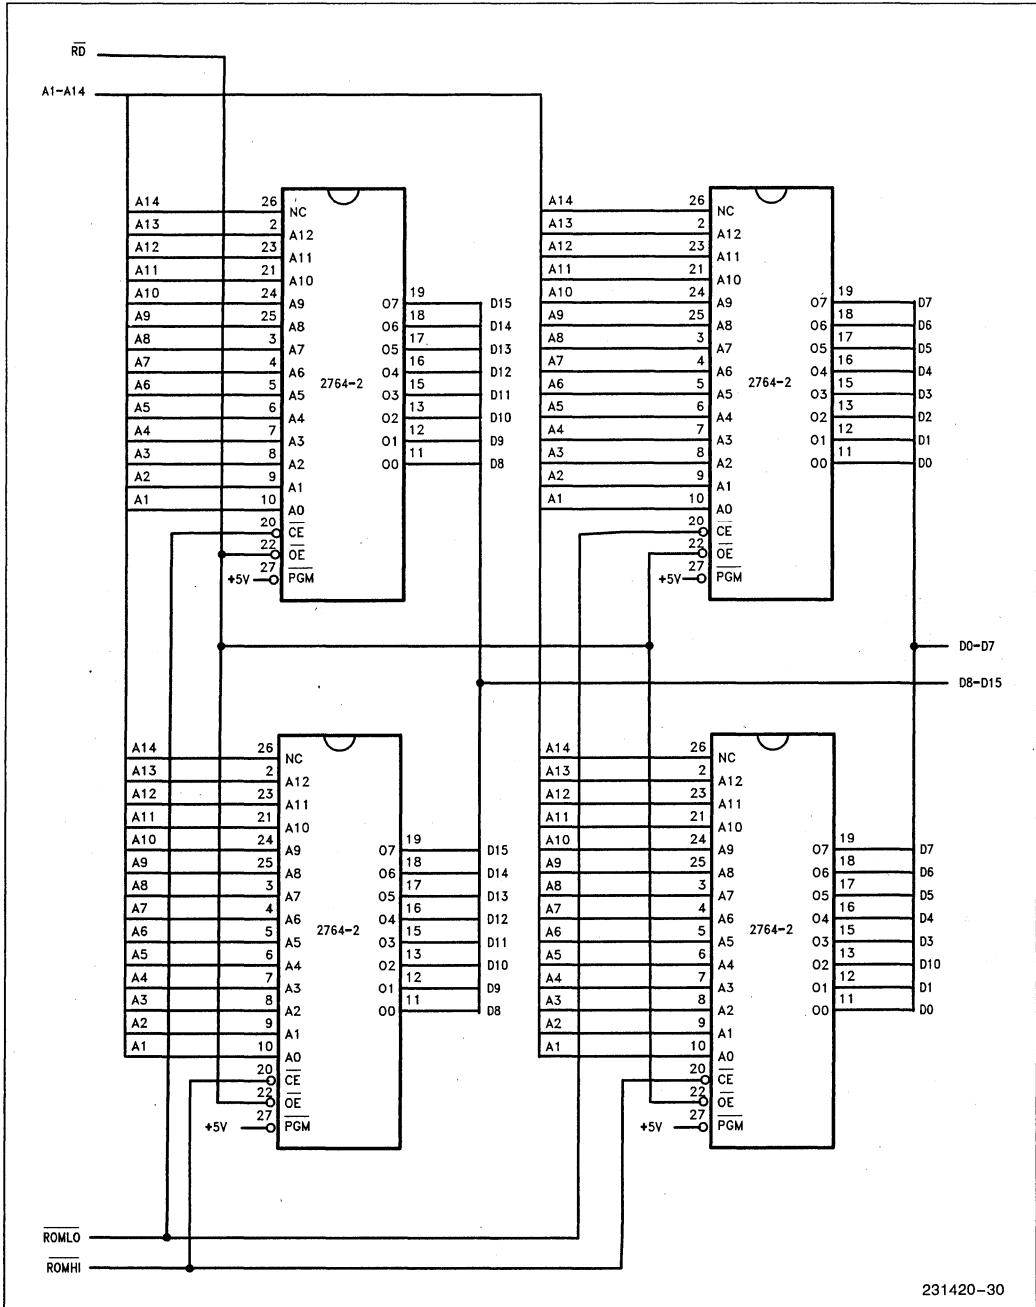 RD
A1-A14
A14 26 NC
A13 2 A12
A12 23 A11
A11 21 A10
A10 24 A9
A9 25 A8
A8 3 A7
A7 4 A6
A6 5 A5
A5 6 A4
A4 7 A3
A3 8 A2
A2 9 A1
A1 10 A0
20 CE
22 OE
+5V 27 PGM
2764-2
O7 19 D15
O6 18 D14
O5 17 D13
O4 16 D12
O3 15 D11
O2 13 D10
O1 12 D9
O0 11 D8
A14 26 NC
A13 2 A12
A12 23 A11
A11 21 A10
A10 24 A9
A9 25 A8
A8 3 A7
A7 4 A6
A6 5 A5
A5 6 A4
A4 7 A3
A3 8 A2
A2 9 A1
A1 10 A0
20 CE
22 OE
+5V 27 PGM
2764-2
O7 19 D7
O6 18 D6
O5 17 D5
O4 16 D4
O3 15 D3
O2 13 D2
O1 12 D1
O0 11 D0
D0-D7
D8-D15
A14 26 NC
A13 2 A12
A12 23 A11
A11 21 A10
A10 24 A9
A9 25 A8
A8 3 A7
A7 4 A6
A6 5 A5
A5 6 A4
A4 7 A3
A3 8 A2
A2 9 A1
A1 10 A0
20 CE
22 OE
+5V 27 PGM
2764-2
O7 19 D15
O6 18 D14
O5 17 D13
O4 16 D12
O3 15 D11
O2 13 D10
O1 12 D9
O0 11 D8
A14 26 NC
A13 2 A12
A12 23 A11
A11 21 A10
A10 24 A9
A9 25 A8
A8 3 A7
A7 4 A6
A6 5 A5
A5 6 A4
A4 7 A3
A3 8 A2
A2 9 A1
A1 10 A0
20 CE
22 OE
+5V 27 PGM
2764-2
O7 19 D7
O6 18 D6
O5 17 D5
O4 16 D4
O3 15 D3
O2 13 D10
O1 12 D1
O0 11 D0
ROMLO
ROMHI
231420-30